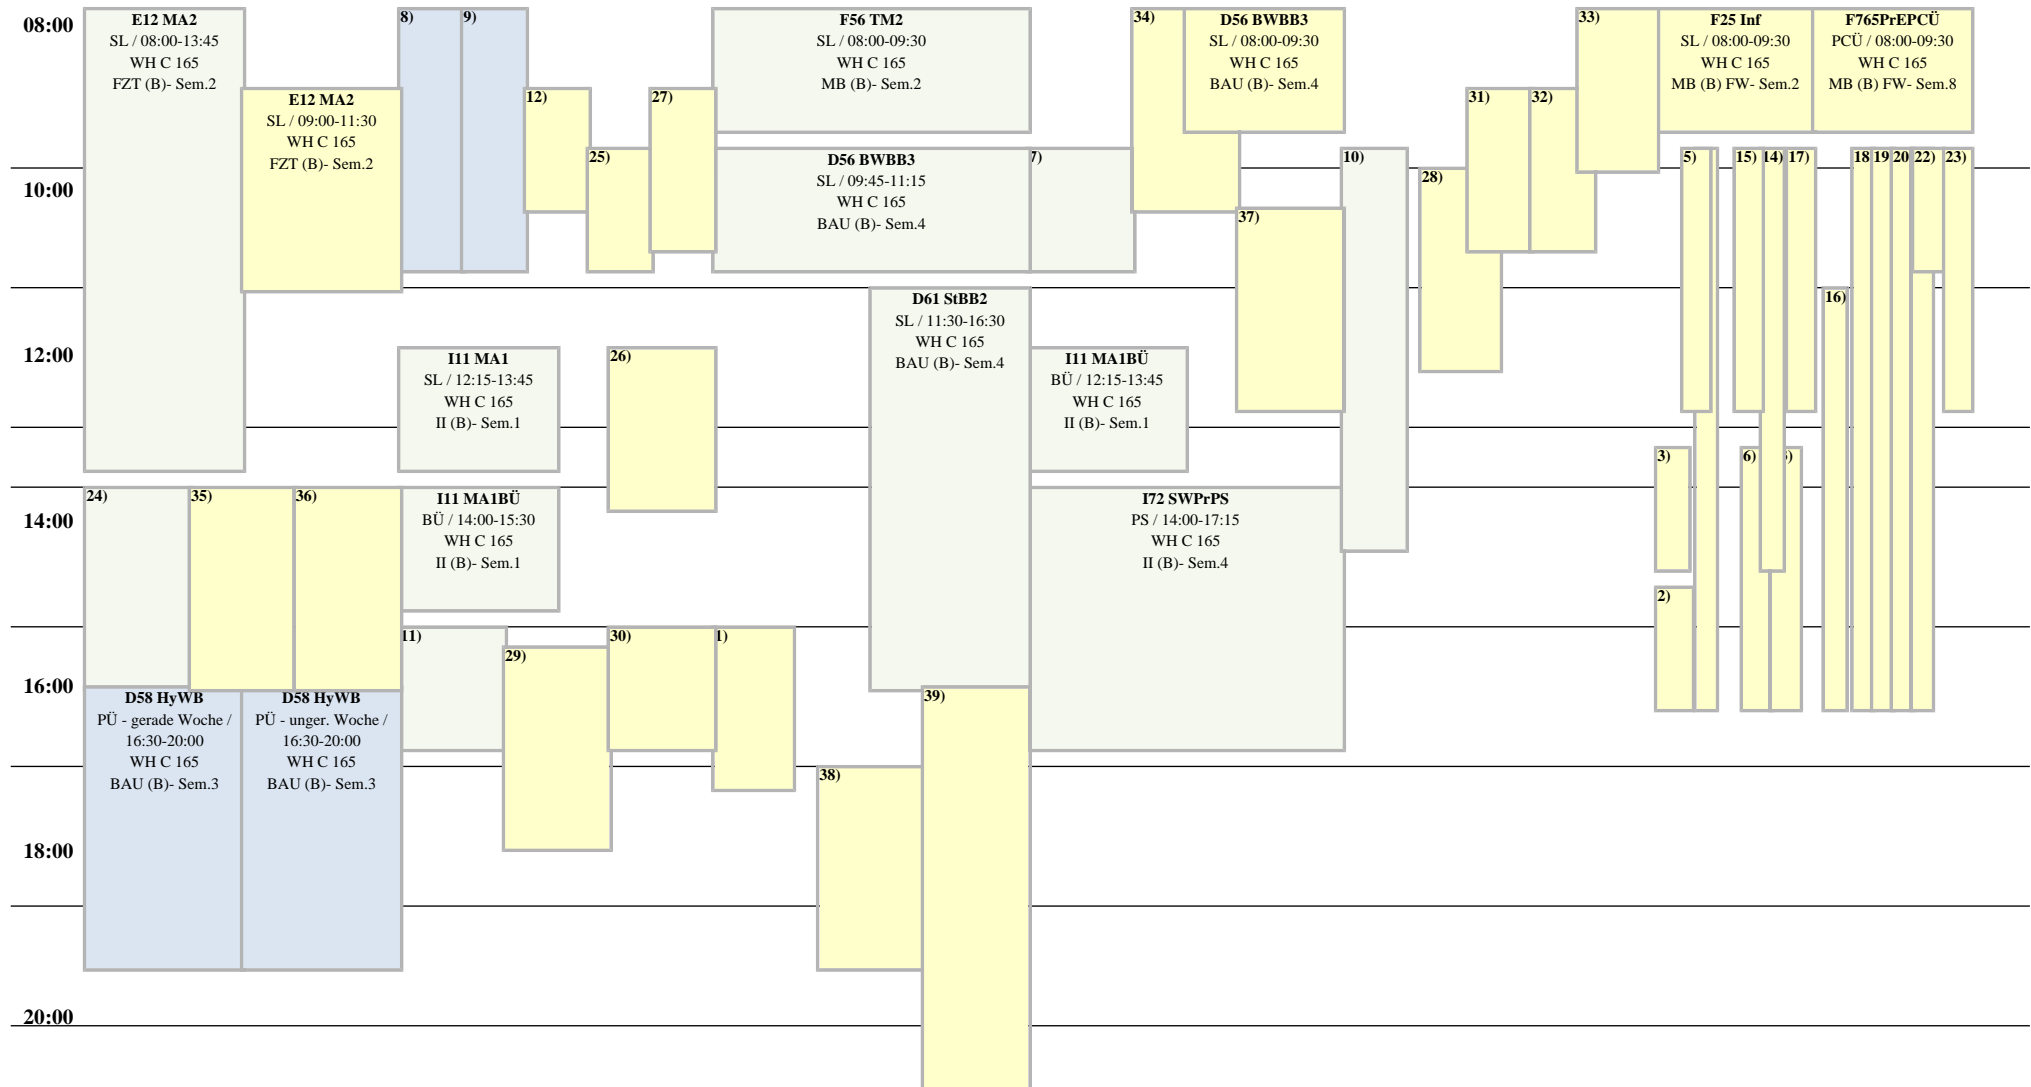 08:00
10:00
12:00
14:00
16:00
18:00
20:00
E12 MA2
SL / 08:00-13:45
WH C 165
FZT (B)- Sem.2
E12 MA2
SL / 09:00-11:30
WH C 165
FZT (B)- Sem.2
8)
9)
12)
25)
27)
F56 TM2
SL / 08:00-09:30
WH C 165
MB (B)- Sem.2
D56 BWBB3
SL / 09:45-11:15
WH C 165
BAU (B)- Sem.4
7)
34)
D56 BWBB3
SL / 08:00-09:30
WH C 165
BAU (B)- Sem.4
37)
10)
28)
31)
32)
33)
F25 Inf
SL / 08:00-09:30
WH C 165
MB (B) FW- Sem.2
F765PrEPCÜ
PCÜ / 08:00-09:30
WH C 165
MB (B) FW- Sem.8
5)
15)
14)
17)
18
19
20
22)
23)
16)
3)
6)
)
2)
I11 MA1
SL / 12:15-13:45
WH C 165
II (B)- Sem.1
26)
D61 StBB2
SL / 11:30-16:30
WH C 165
BAU (B)- Sem.4
I11 MA1BÜ
BÜ / 12:15-13:45
WH C 165
II (B)- Sem.1
24)
35)
36)
I11 MA1BÜ
BÜ / 14:00-15:30
WH C 165
II (B)- Sem.1
I72 SWPrPS
PS / 14:00-17:15
WH C 165
II (B)- Sem.4
11)
29)
30)
1)
39)
38)
D58 HyWB
PÜ - gerade Woche /
16:30-20:00
WH C 165
BAU (B)- Sem.3
D58 HyWB
PÜ - unger. Woche /
16:30-20:00
WH C 165
BAU (B)- Sem.3